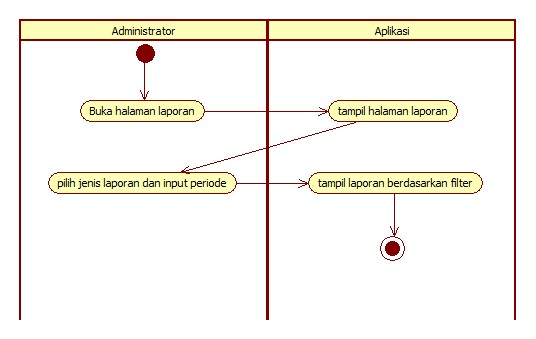 Administrator
Aplikasi
Buka halaman laporan
tampil halaman laporan
pilih jenis laporan dan input periode
tampil laporan berdasarkan filter